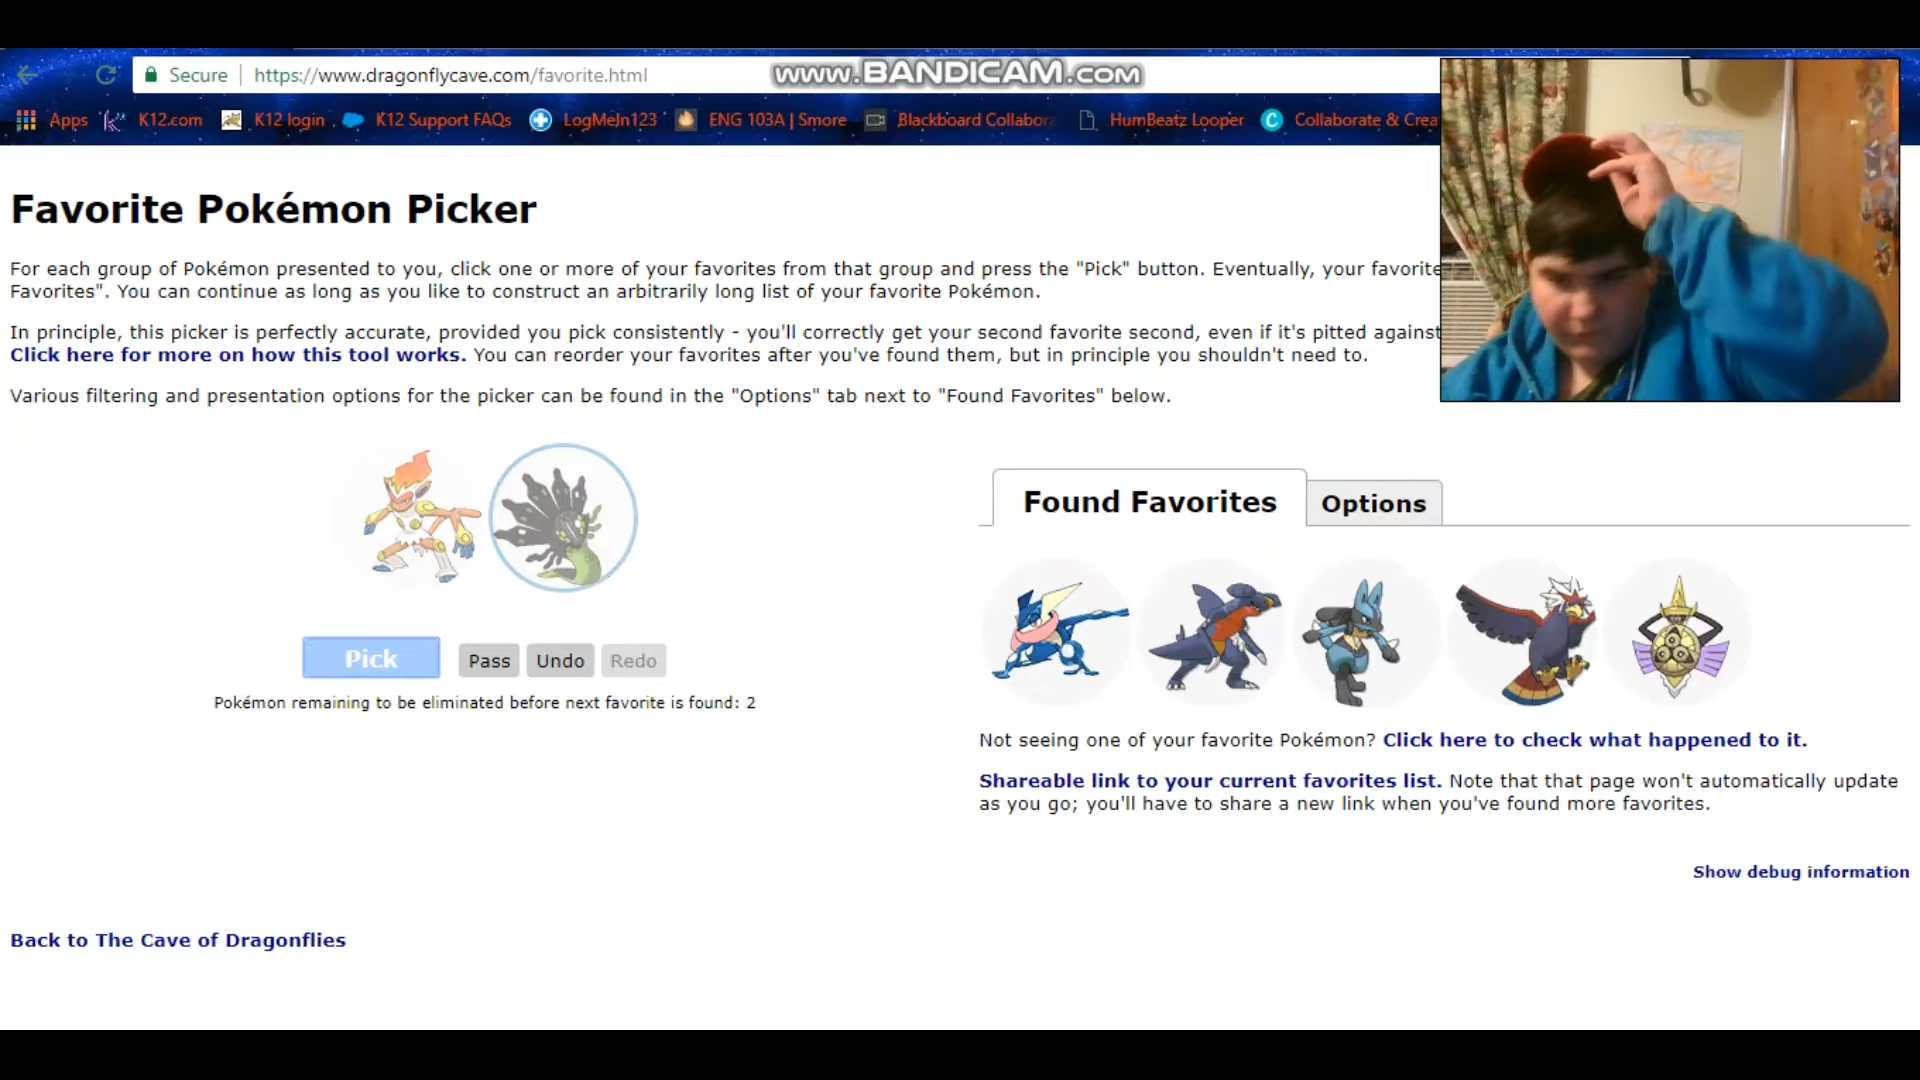 Secure https://www.dragonflycave.com/favorite.html
www.BANDICAM.com
Apps K12.com K12 login K12 Support FAQs LogMeIn123 ENG 103A | Smore Blackboard Collabora HumBeatz Looper Collaborate & Crea
Favorite Pokémon Picker
For each group of Pokémon presented to you, click one or more of your favorites from that group and press the "Pick" button. Eventually, your favorite
Favorites". You can continue as long as you like to construct an arbitrarily long list of your favorite Pokémon.
In principle, this picker is perfectly accurate, provided you pick consistently - you'll correctly get your second favorite second, even if it's pitted against
Click here for more on how this tool works. You can reorder your favorites after you've found them, but in principle you shouldn't need to.
Various filtering and presentation options for the picker can be found in the "Options" tab next to "Found Favorites" below.
Found Favorites Options
Pick Pass Undo Redo
Pokémon remaining to be eliminated before next favorite is found: 2
Not seeing one of your favorite Pokémon? Click here to check what happened to it.
Shareable link to your current favorites list. Note that that page won't automatically update
as you go; you'll have to share a new link when you've found more favorites.
Show debug information
Back to The Cave of Dragonflies